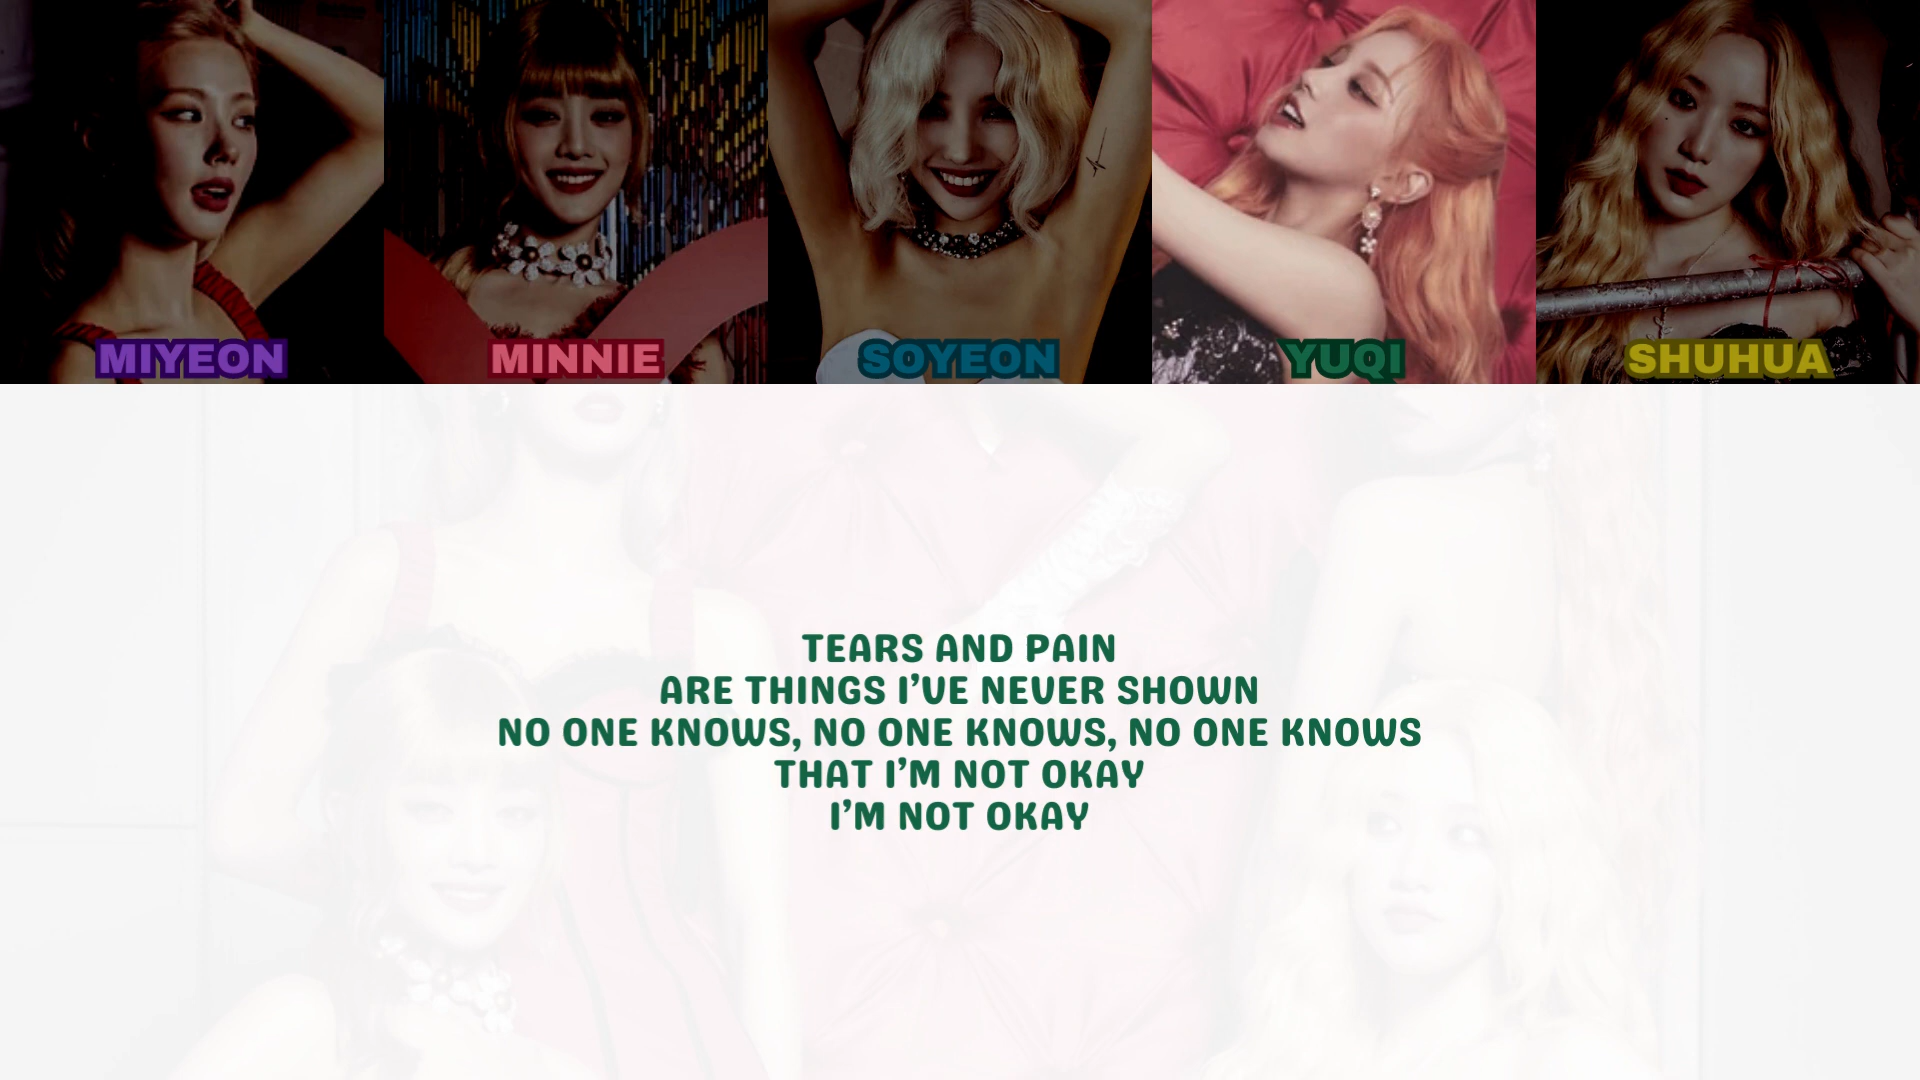 MIYEON
MINNIE
SOYEON
YUQI
SHUHUA
TEARS AND PAIN
ARE THINGS I’VE NEVER SHOWN
NO ONE KNOWS, NO ONE KNOWS, NO ONE KNOWS
THAT I’M NOT OKAY
I’M NOT OKAY